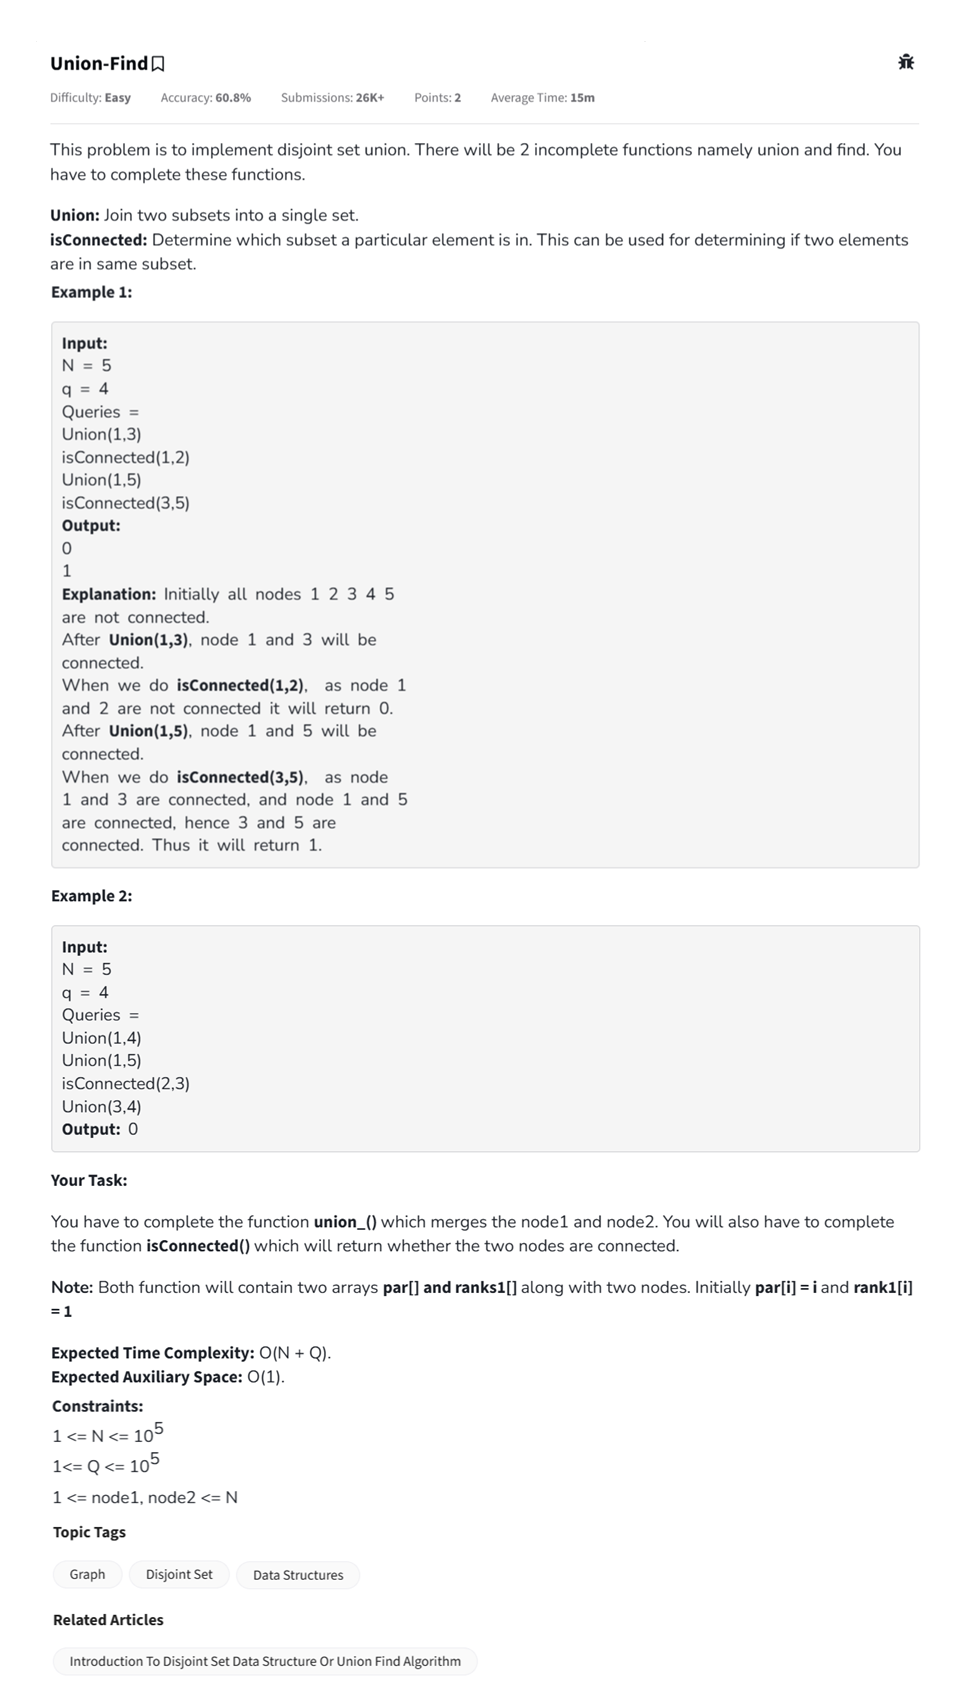 Union-Find
Difficulty: Easy Accuracy: 60.8% Submissions: 26K+ Points: 2 Average Time: 15m
This problem is to implement disjoint set union. There will be 2 incomplete functions namely union and find. You
have to complete these functions.
Union: Join two subsets into a single set.
isConnected: Determine which subset a particular element is in. This can be used for determining if two elements
are in same subset.
Example 1:
Input:
N = 5
q = 4
Queries =
Union(1,3)
isConnected(1,2)
Union(1,5)
isConnected(3,5)
Output:
0
1
Explanation: Initially all nodes 1 2 3 4 5
are not connected.
After Union(1,3), node 1 and 3 will be
connected.
When we do isConnected(1,2), as node 1
and 2 are not connected it will return 0.
After Union(1,5), node 1 and 5 will be
connected.
When we do isConnected(3,5), as node
1 and 3 are connected, and node 1 and 5
are connected, hence 3 and 5 are
connected. Thus it will return 1.
Example 2:
Input:
N = 5
q = 4
Queries =
Union(1,4)
Union(1,5)
isConnected(2,3)
Union(3,4)
Output: 0
Your Task:
You have to complete the function union_() which merges the node1 and node2. You will also have to complete
the function isConnected() which will return whether the two nodes are connected.
Note: Both function will contain two arrays par[] and ranks1[] along with two nodes. Initially par[i] = i and rank1[i]
= 1
Expected Time Complexity: O(N + Q).
Expected Auxiliary Space: O(1).
Constraints:
1 <= N <= 10^5
1<= Q <= 10^5
1 <= node1, node2 <= N
Topic Tags
Graph Disjoint Set Data Structures
Related Articles
Introduction To Disjoint Set Data Structure Or Union Find Algorithm